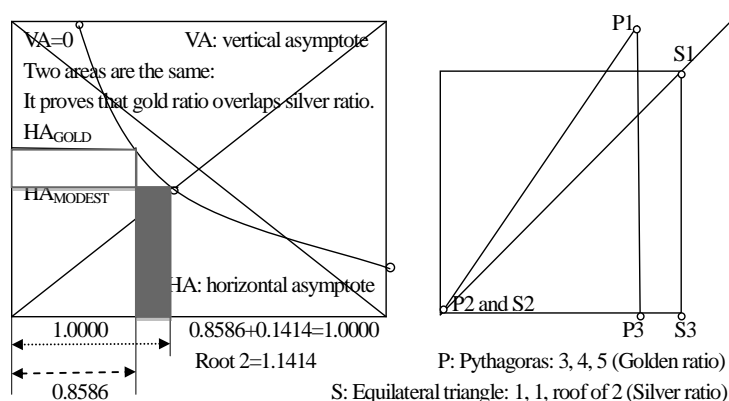 VA=0 VA: vertical asymptote
Two areas are the same:
It proves that gold ratio overlaps silver ratio.
HAGOLD
HAMODEST
HA: horizontal asymptote
1.0000 0.8586+0.1414=1.0000
Root 2=1.1414
0.8586
P1
S1
P2 and S2
P3 S3
P: Pythagoras: 3, 4, 5 (Golden ratio)
S: Equilateral triangle: 1, 1, roof of 2 (Silver ratio)